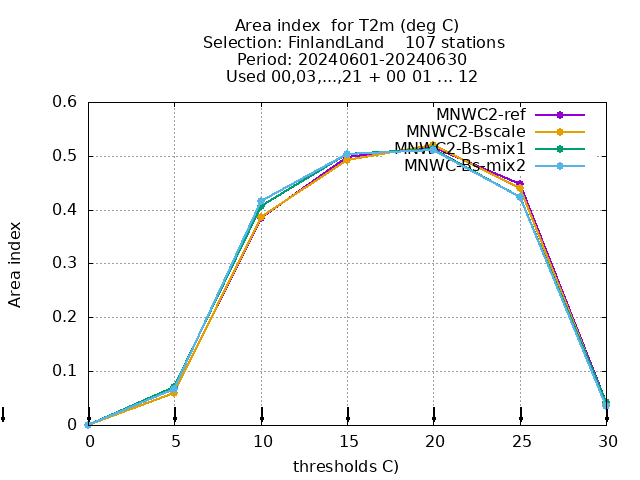 Area index  for T2m (deg C)
Selection: FinlandLand    107 stations
Period: 20240601-20240630
Used 00,03,...,21 + 00 01 ... 12
MNWC2-ref
MNWC2-Bscale
MNWC2-Bs-mix1
MNWC-Bs-mix2
Area index
0.6
0.5
0.4
0.3
0.2
0.1
0
0 5 10 15 20 25 30
thresholds C)